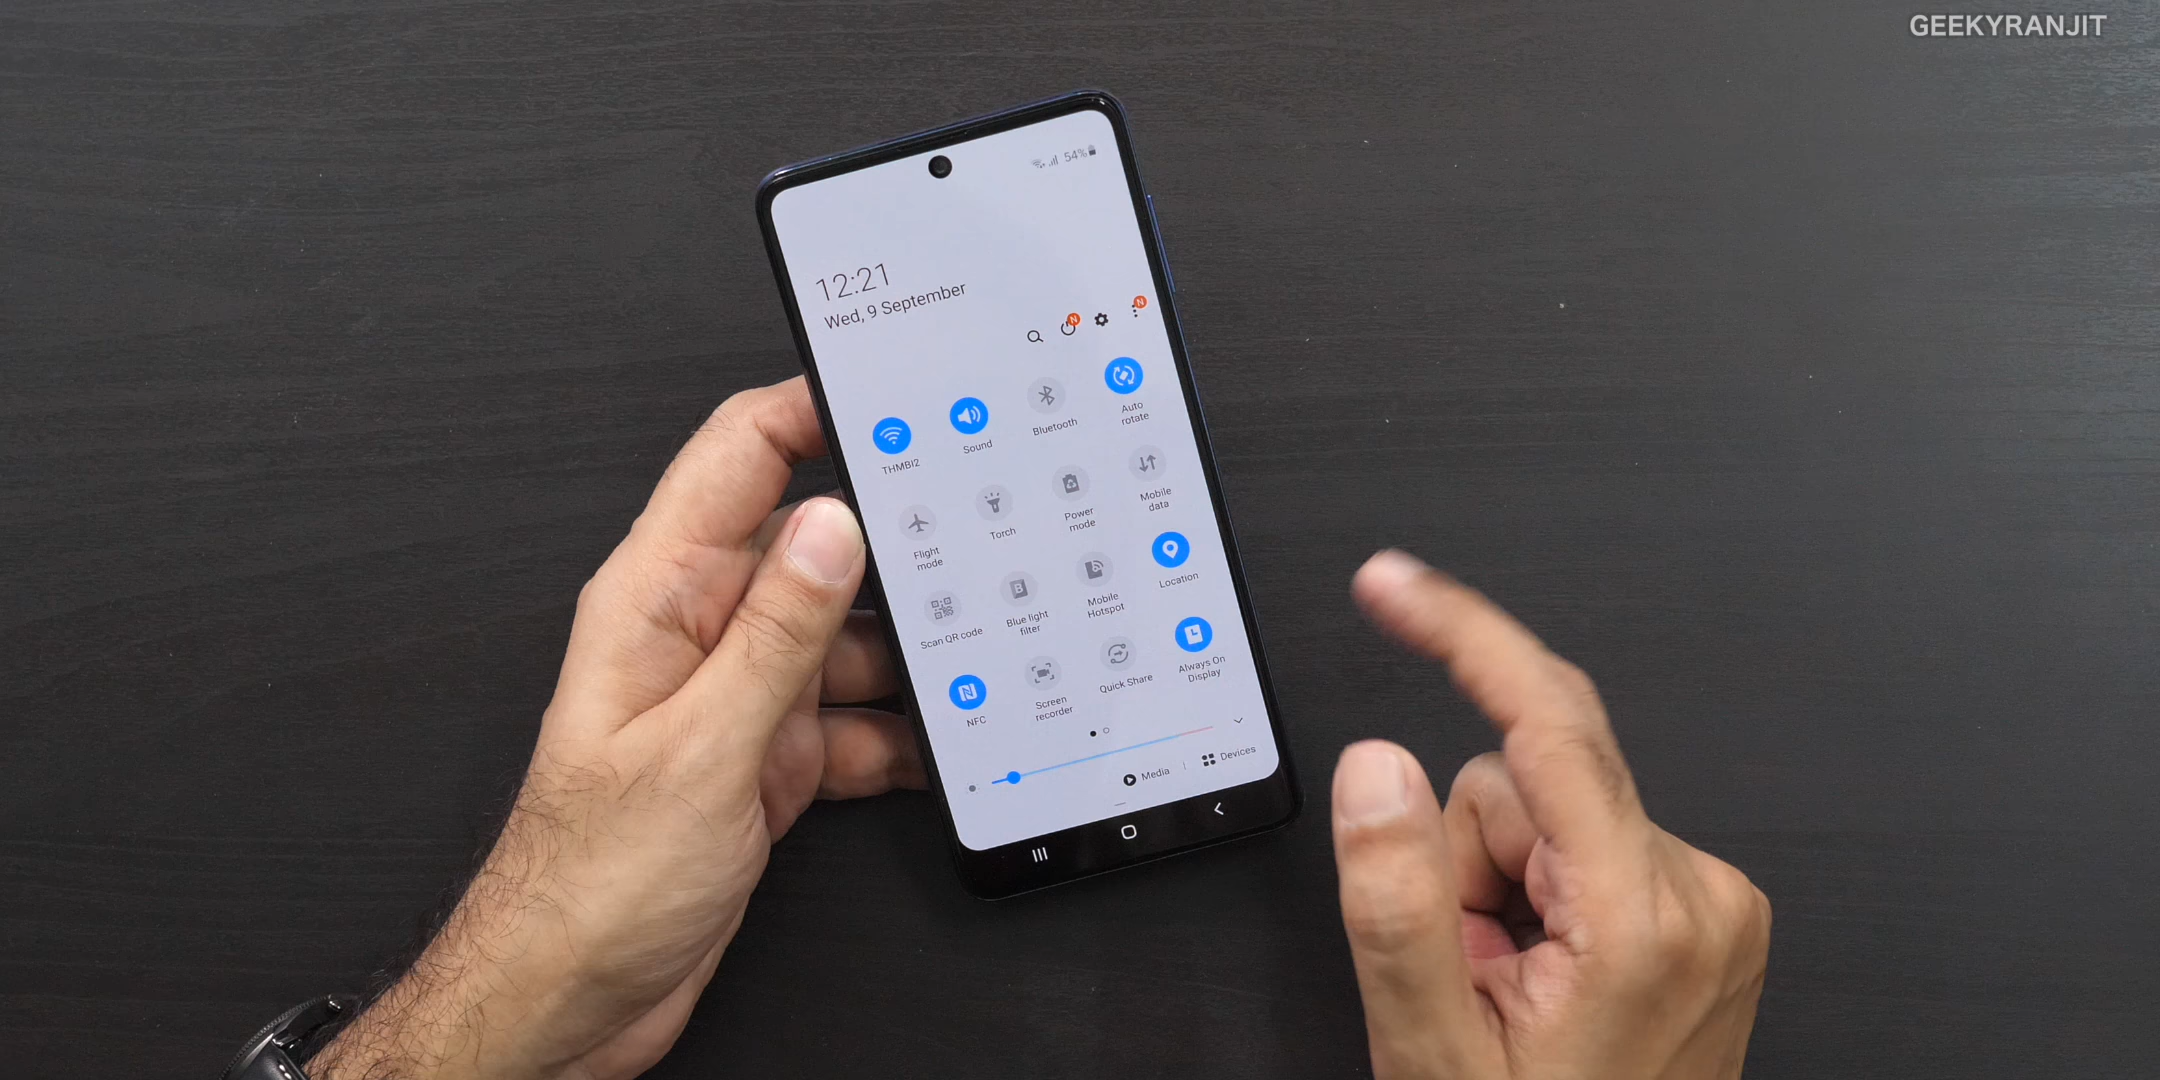 GEEKYRANJIT
54%
12:21
Wed, 9 September
N
N
THMBI2
Sound
Bluetooth
Auto
rotate
Flight
mode
Torch
Power
mode
Mobile
data
Scan QR code
B
Blue light
filter
Mobile
Hotspot
Location
NFC
Screen
recorder
Quick Share
Always On
Display
Media
Devices